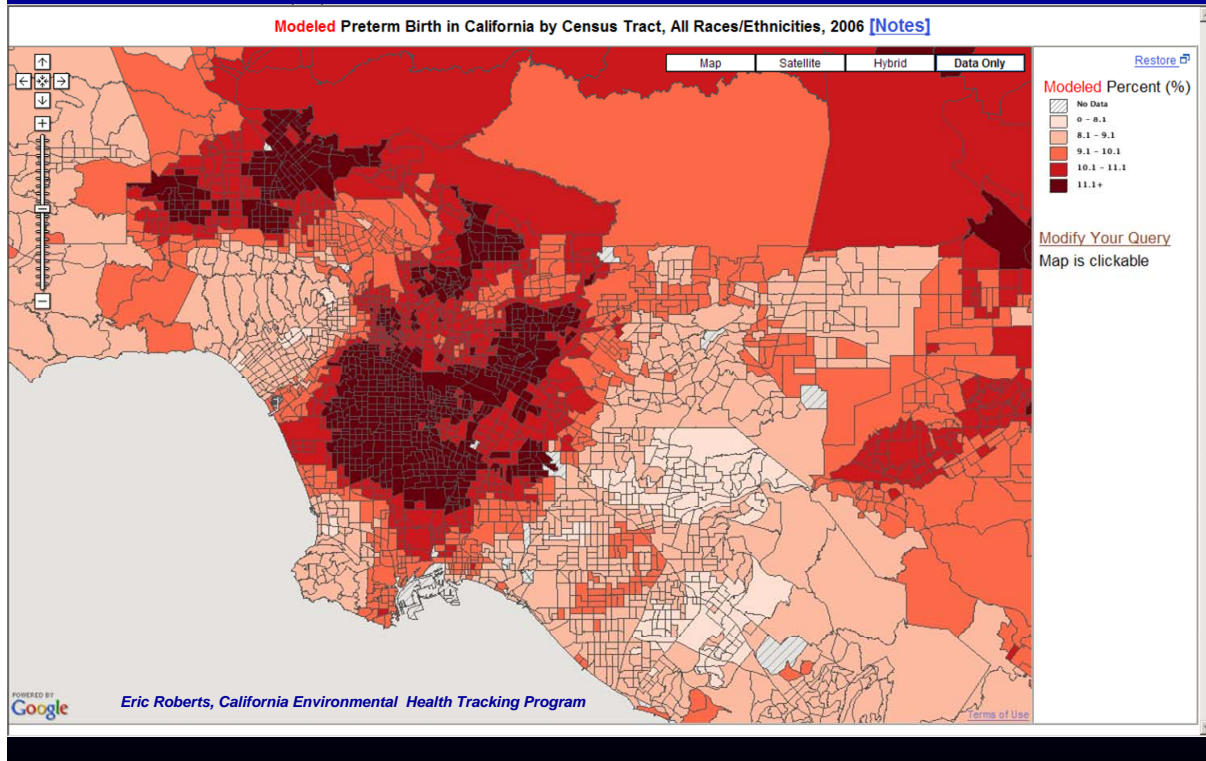 Modeled Preterm Birth in California by Census Tract, All Races/Ethnicities, 2006 [Notes]
Map Satellite Hybrid Data Only
Restore
Modeled Percent (%)
No Data
0 - 8.1
8.1 - 9.1
9.1 - 10.1
10.1 - 11.1
11.1+
Modify Your Query
Map is clickable
POWERED BY
Google
Eric Roberts, California Environmental Health Tracking Program
Terms of Use